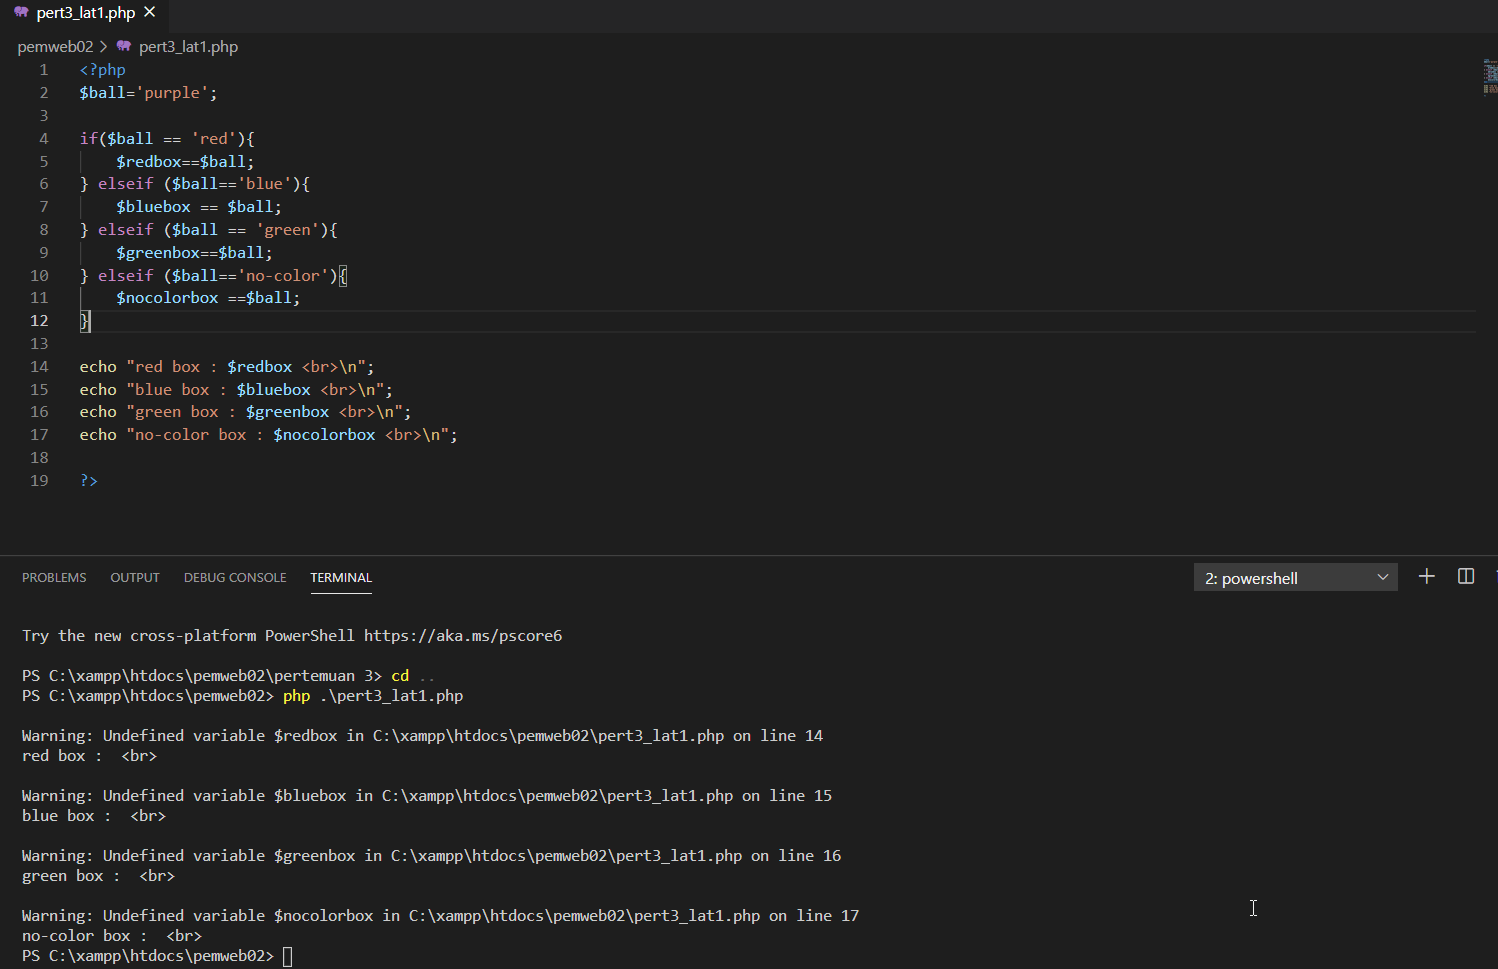 pert3_lat1.php
pemweb02 > pert3_lat1.php
1 <?php
2 $ball='purple';
3
4 if($ball == 'red'){
5     $redbox==$ball;
6 } elseif ($ball=='blue'){
7     $bluebox == $ball;
8 } elseif ($ball == 'green'){
9     $greenbox==$ball;
10 } elseif ($ball=='no-color'){
11     $nocolorbox ==$ball;
12 }
13
14 echo "red box : $redbox <br>\n";
15 echo "blue box : $bluebox <br>\n";
16 echo "green box : $greenbox <br>\n";
17 echo "no-color box : $nocolorbox <br>\n";
18
19 ?>
PROBLEMS OUTPUT DEBUG CONSOLE TERMINAL 2: powershell
Try the new cross-platform PowerShell https://aka.ms/pscore6
PS C:\xampp\htdocs\pemweb02\pertemuan 3> cd ..
PS C:\xampp\htdocs\pemweb02> php .\pert3_lat1.php
Warning: Undefined variable $redbox in C:\xampp\htdocs\pemweb02\pert3_lat1.php on line 14
red box :  <br>
Warning: Undefined variable $bluebox in C:\xampp\htdocs\pemweb02\pert3_lat1.php on line 15
blue box :  <br>
Warning: Undefined variable $greenbox in C:\xampp\htdocs\pemweb02\pert3_lat1.php on line 16
green box :  <br>
Warning: Undefined variable $nocolorbox in C:\xampp\htdocs\pemweb02\pert3_lat1.php on line 17
no-color box :  <br>
PS C:\xampp\htdocs\pemweb02>